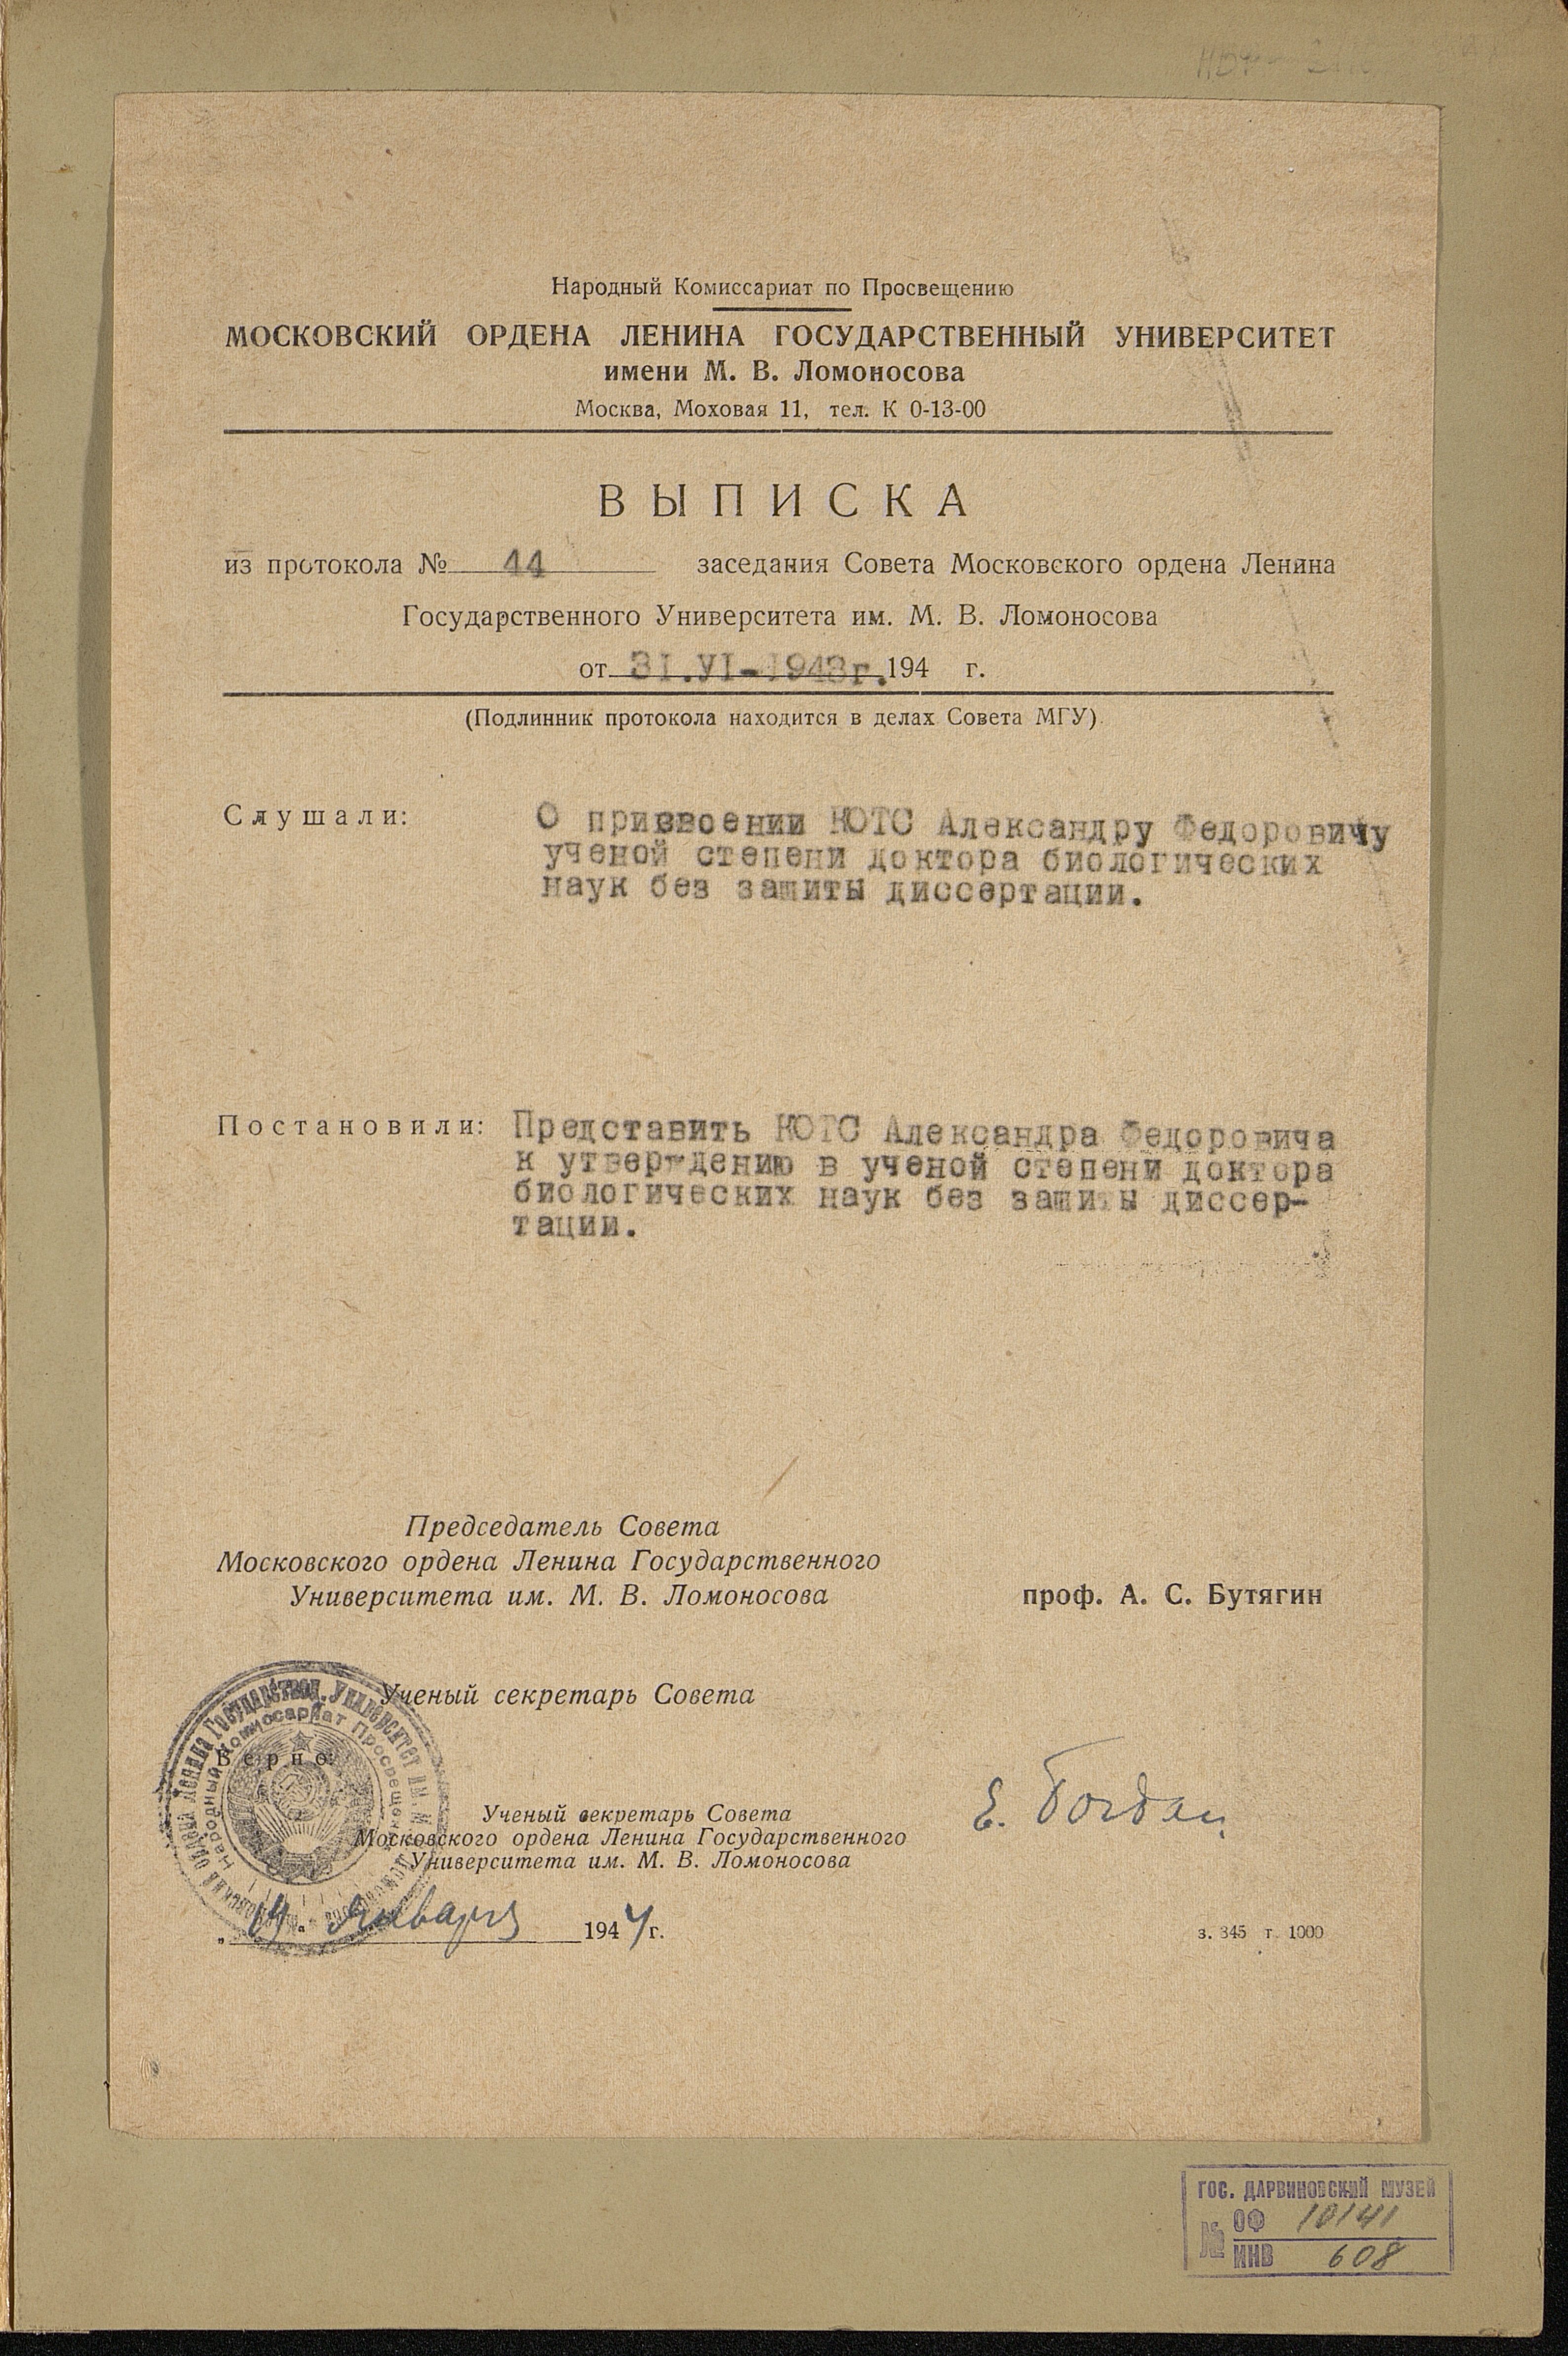 Народный Комиссариат по Просвещению
МОСКОВСКИЙ ОРДЕНА ЛЕНИНА ГОСУДАРСТВЕННЫЙ УНИВЕРСИТЕТ
имени М. В. Ломоносова
Москва, Моховая 11, тел. К 0-13-00
ВЫПИСКА
из протокола № 44 заседания Совета Московского ордена Ленина
Государственного Университета им. М. В. Ломоносова
от 31.VI-1943г. 194 г.
(Подлинник протокола находится в делах Совета МГУ)
Слушали: О присвоении КОТС Александру Федоровичу
ученой степени доктора биологических
наук без защиты диссертации.
Постановили: Представить КОТС Александра Федоровича
к утверждению в ученой степени доктора
биологических наук без защиты диссер-
тации.
Председатель Совета
Московского ордена Ленина Государственного
Университета им. М. В. Ломоносова проф. А. С. Бутягин
Ученый секретарь Совета
Верно:
Ученый секретарь Совета
Московского ордена Ленина Государственного
Университета им. М. В. Ломоносова
Е. Богдан
„14" Января 1944 г.
з. 345 т. 1000
ГОС. ДАРВИНОВСКИЙ МУЗЕЙ
№ ОФ 10141
ИНВ 608